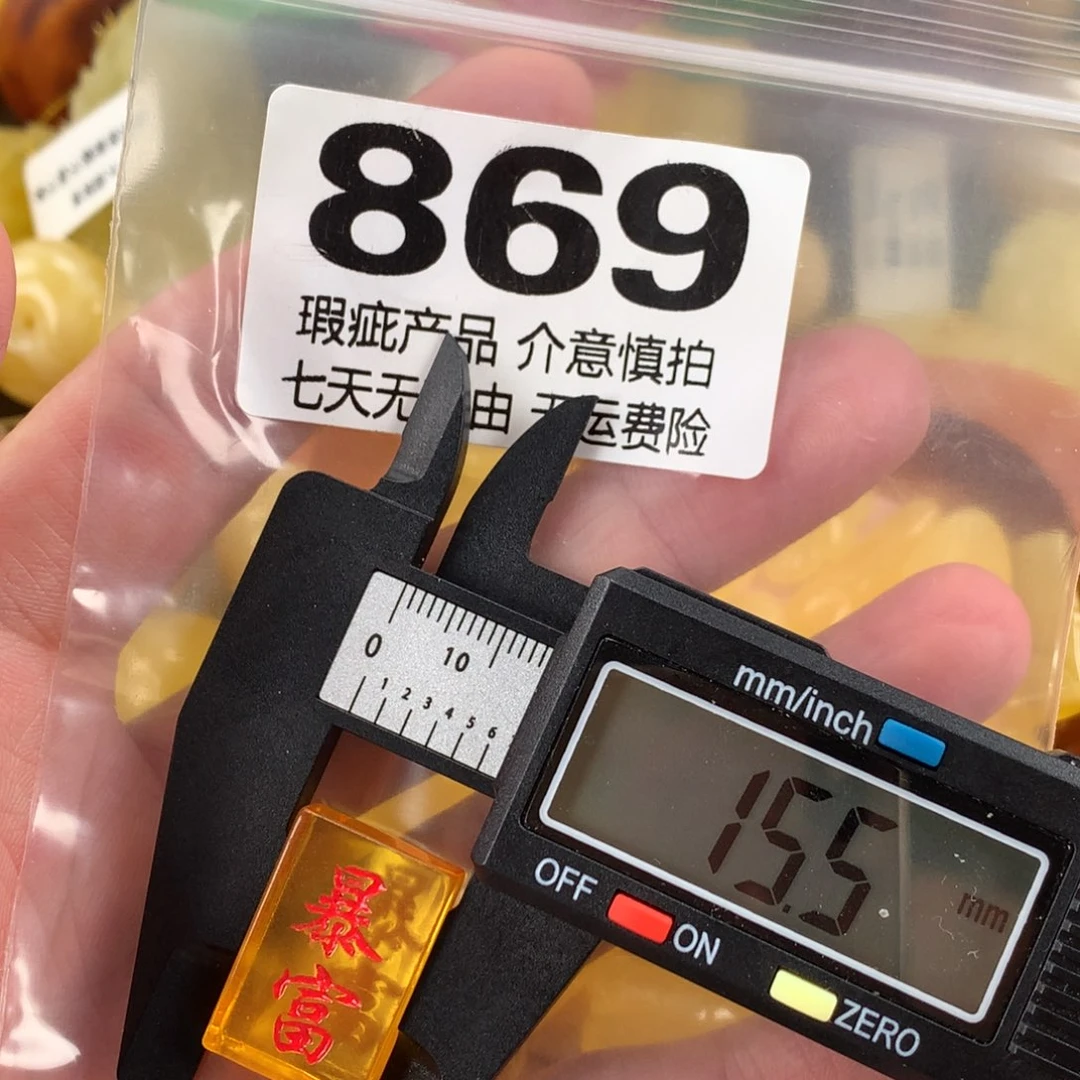 869
瑕疵产品 介意慎拍
七天无 由 无运费险
0 10
1 2 3 4 5 6
mm/inch
15.5 mm
OFF ON
ZERO
暴富